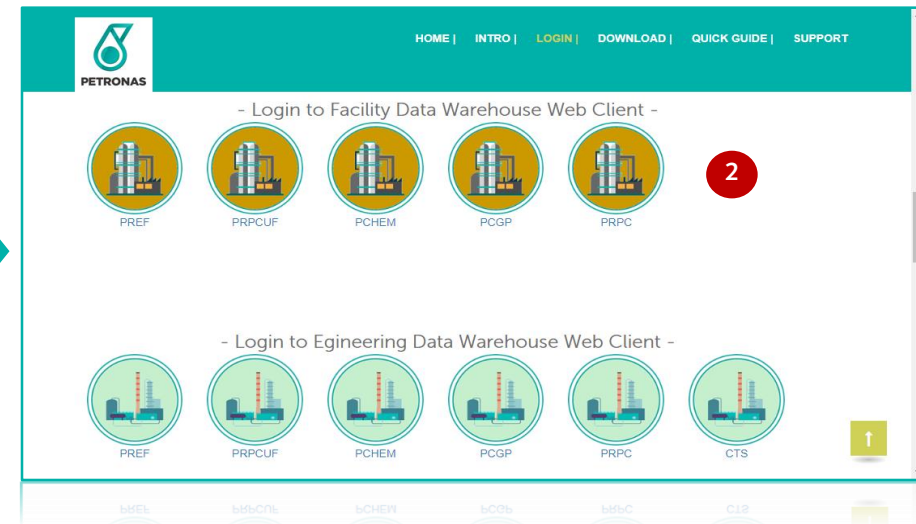 PETRONAS
HOME | INTRO | LOGIN | DOWNLOAD | QUICK GUIDE | SUPPORT
- Login to Facility Data Warehouse Web Client -
2
PREF PRPCUF PCHEM PCGP PRPC
- Login to Egineering Data Warehouse Web Client -
PREF PRPCUF PCHEM PCGP PRPC CTS